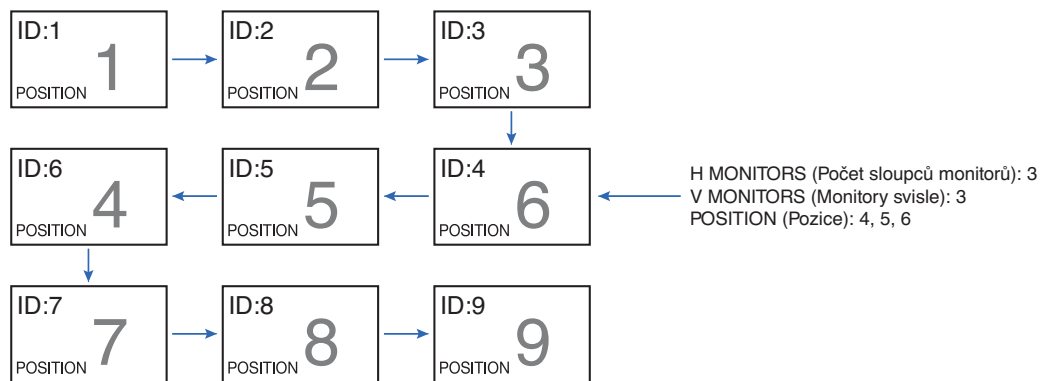 ID:1
1
POSITION
ID:2
2
POSITION
ID:3
3
POSITION
ID:6
4
POSITION
ID:5
5
POSITION
ID:4
6
POSITION
H MONITORS (Počet sloupců monitorů): 3
V MONITORS (Monitory svisle): 3
POSITION (Pozice): 4, 5, 6
ID:7
7
POSITION
ID:8
8
POSITION
ID:9
9
POSITION